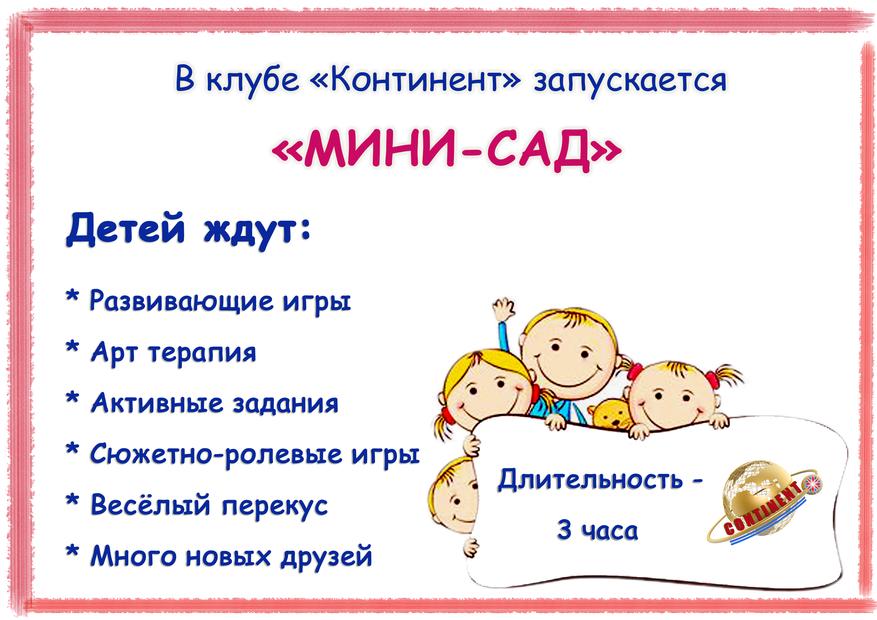 В клубе «Континент» запускается
«МИНИ-САД»
Детей ждут:
* Развивающие игры
* Арт терапия
* Активные задания
* Сюжетно-ролевые игры
* Весёлый перекус
* Много новых друзей
Длительность -
3 часа
CONTINENT